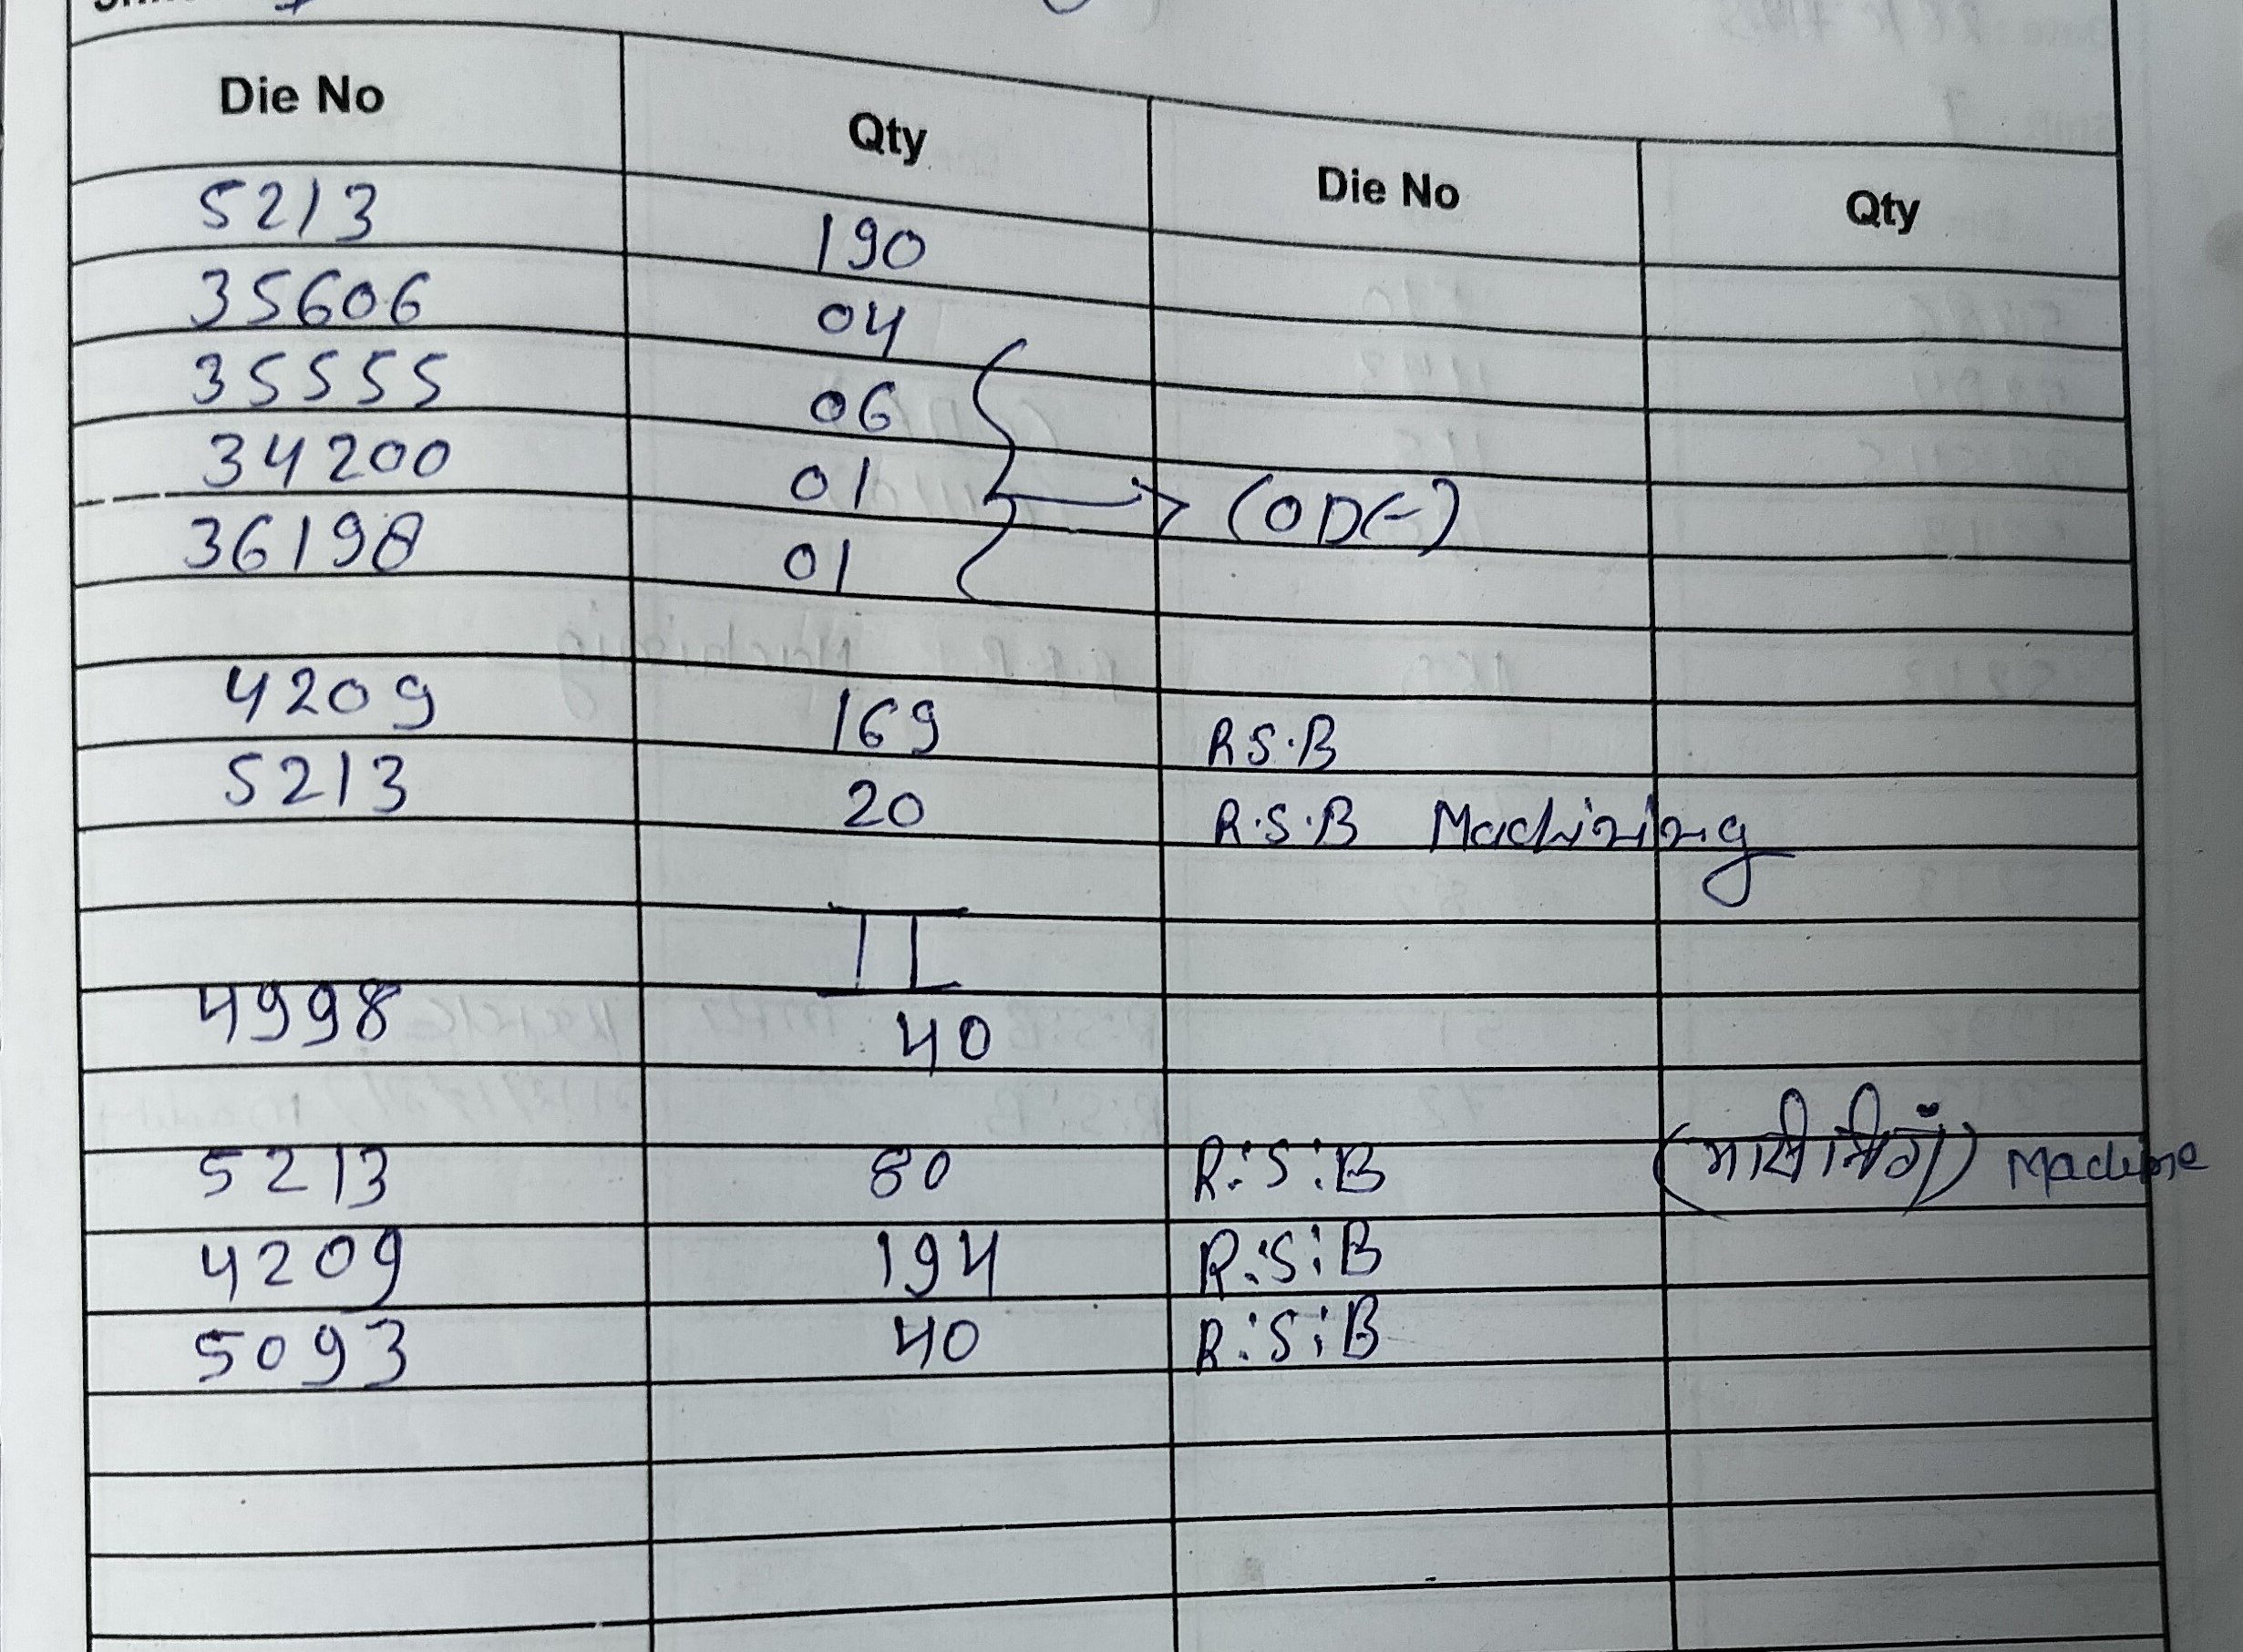 Die No Qty Die No Qty
5213 190
35606 04
35555 06
34200 01 (ODC-)
36198 01
4209 169 R S.B
5213 20 R.S.B Machining
II
4998 40
5213 80 R:S:B Machine
4209 194 R:S:B
5093 40 R:S:B